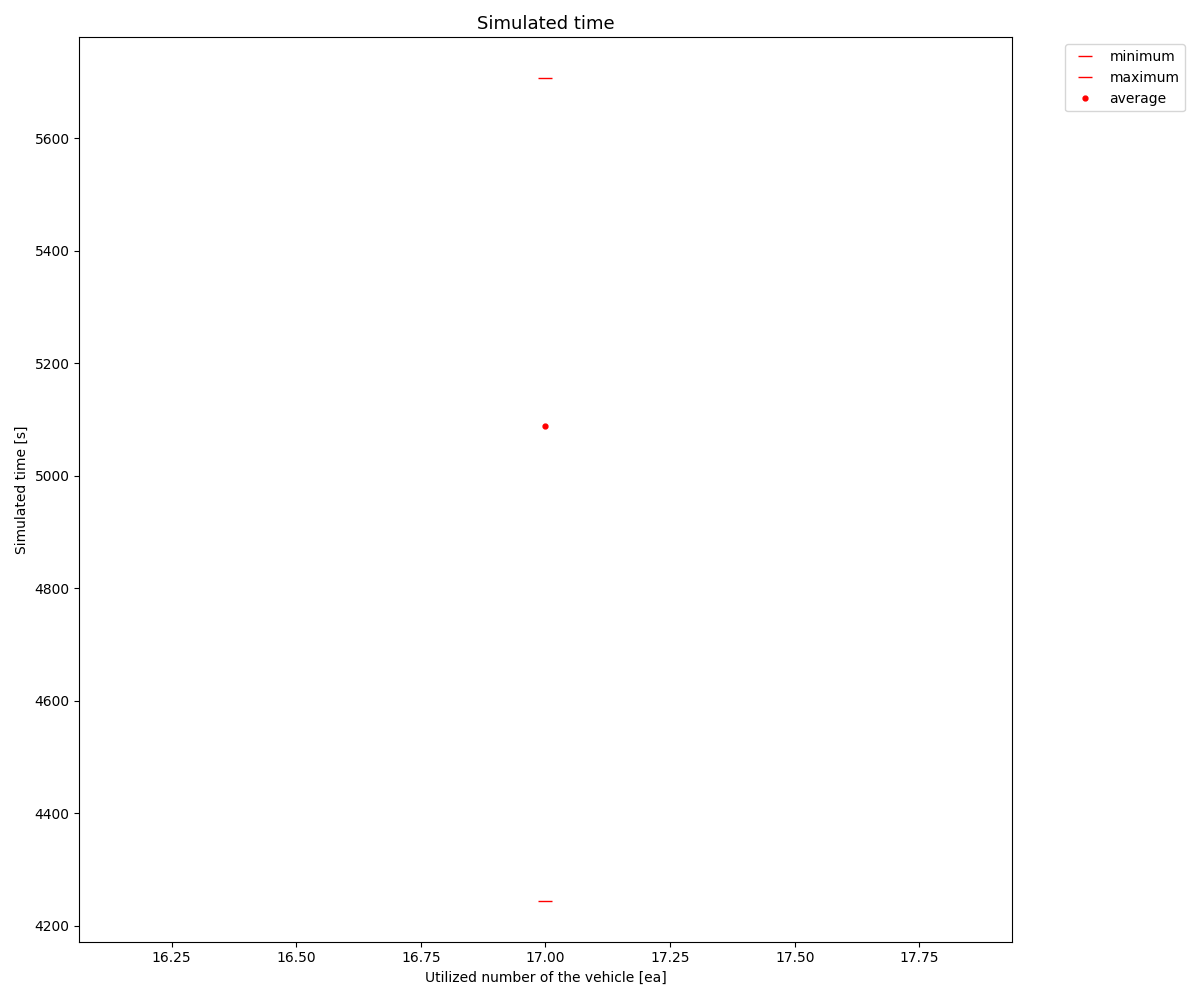 Simulated time
minimum
maximum
average
5600
5400
5200
5000
4800
4600
4400
4200
Simulated time [s]
16.25 16.50 16.75 17.00 17.25 17.50 17.75
Utilized number of the vehicle [ea]